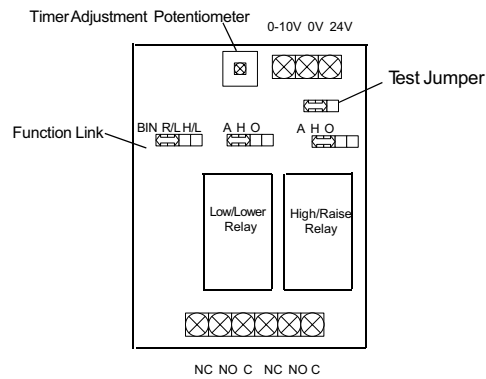 Timer Adjustment Potentiometer
0-10V 0V 24V
Test Jumper
Function Link
BIN R/L H/L
A H O
A H O
Low/Lower
Relay
High/Raise
Relay
NC NO C NC NO C